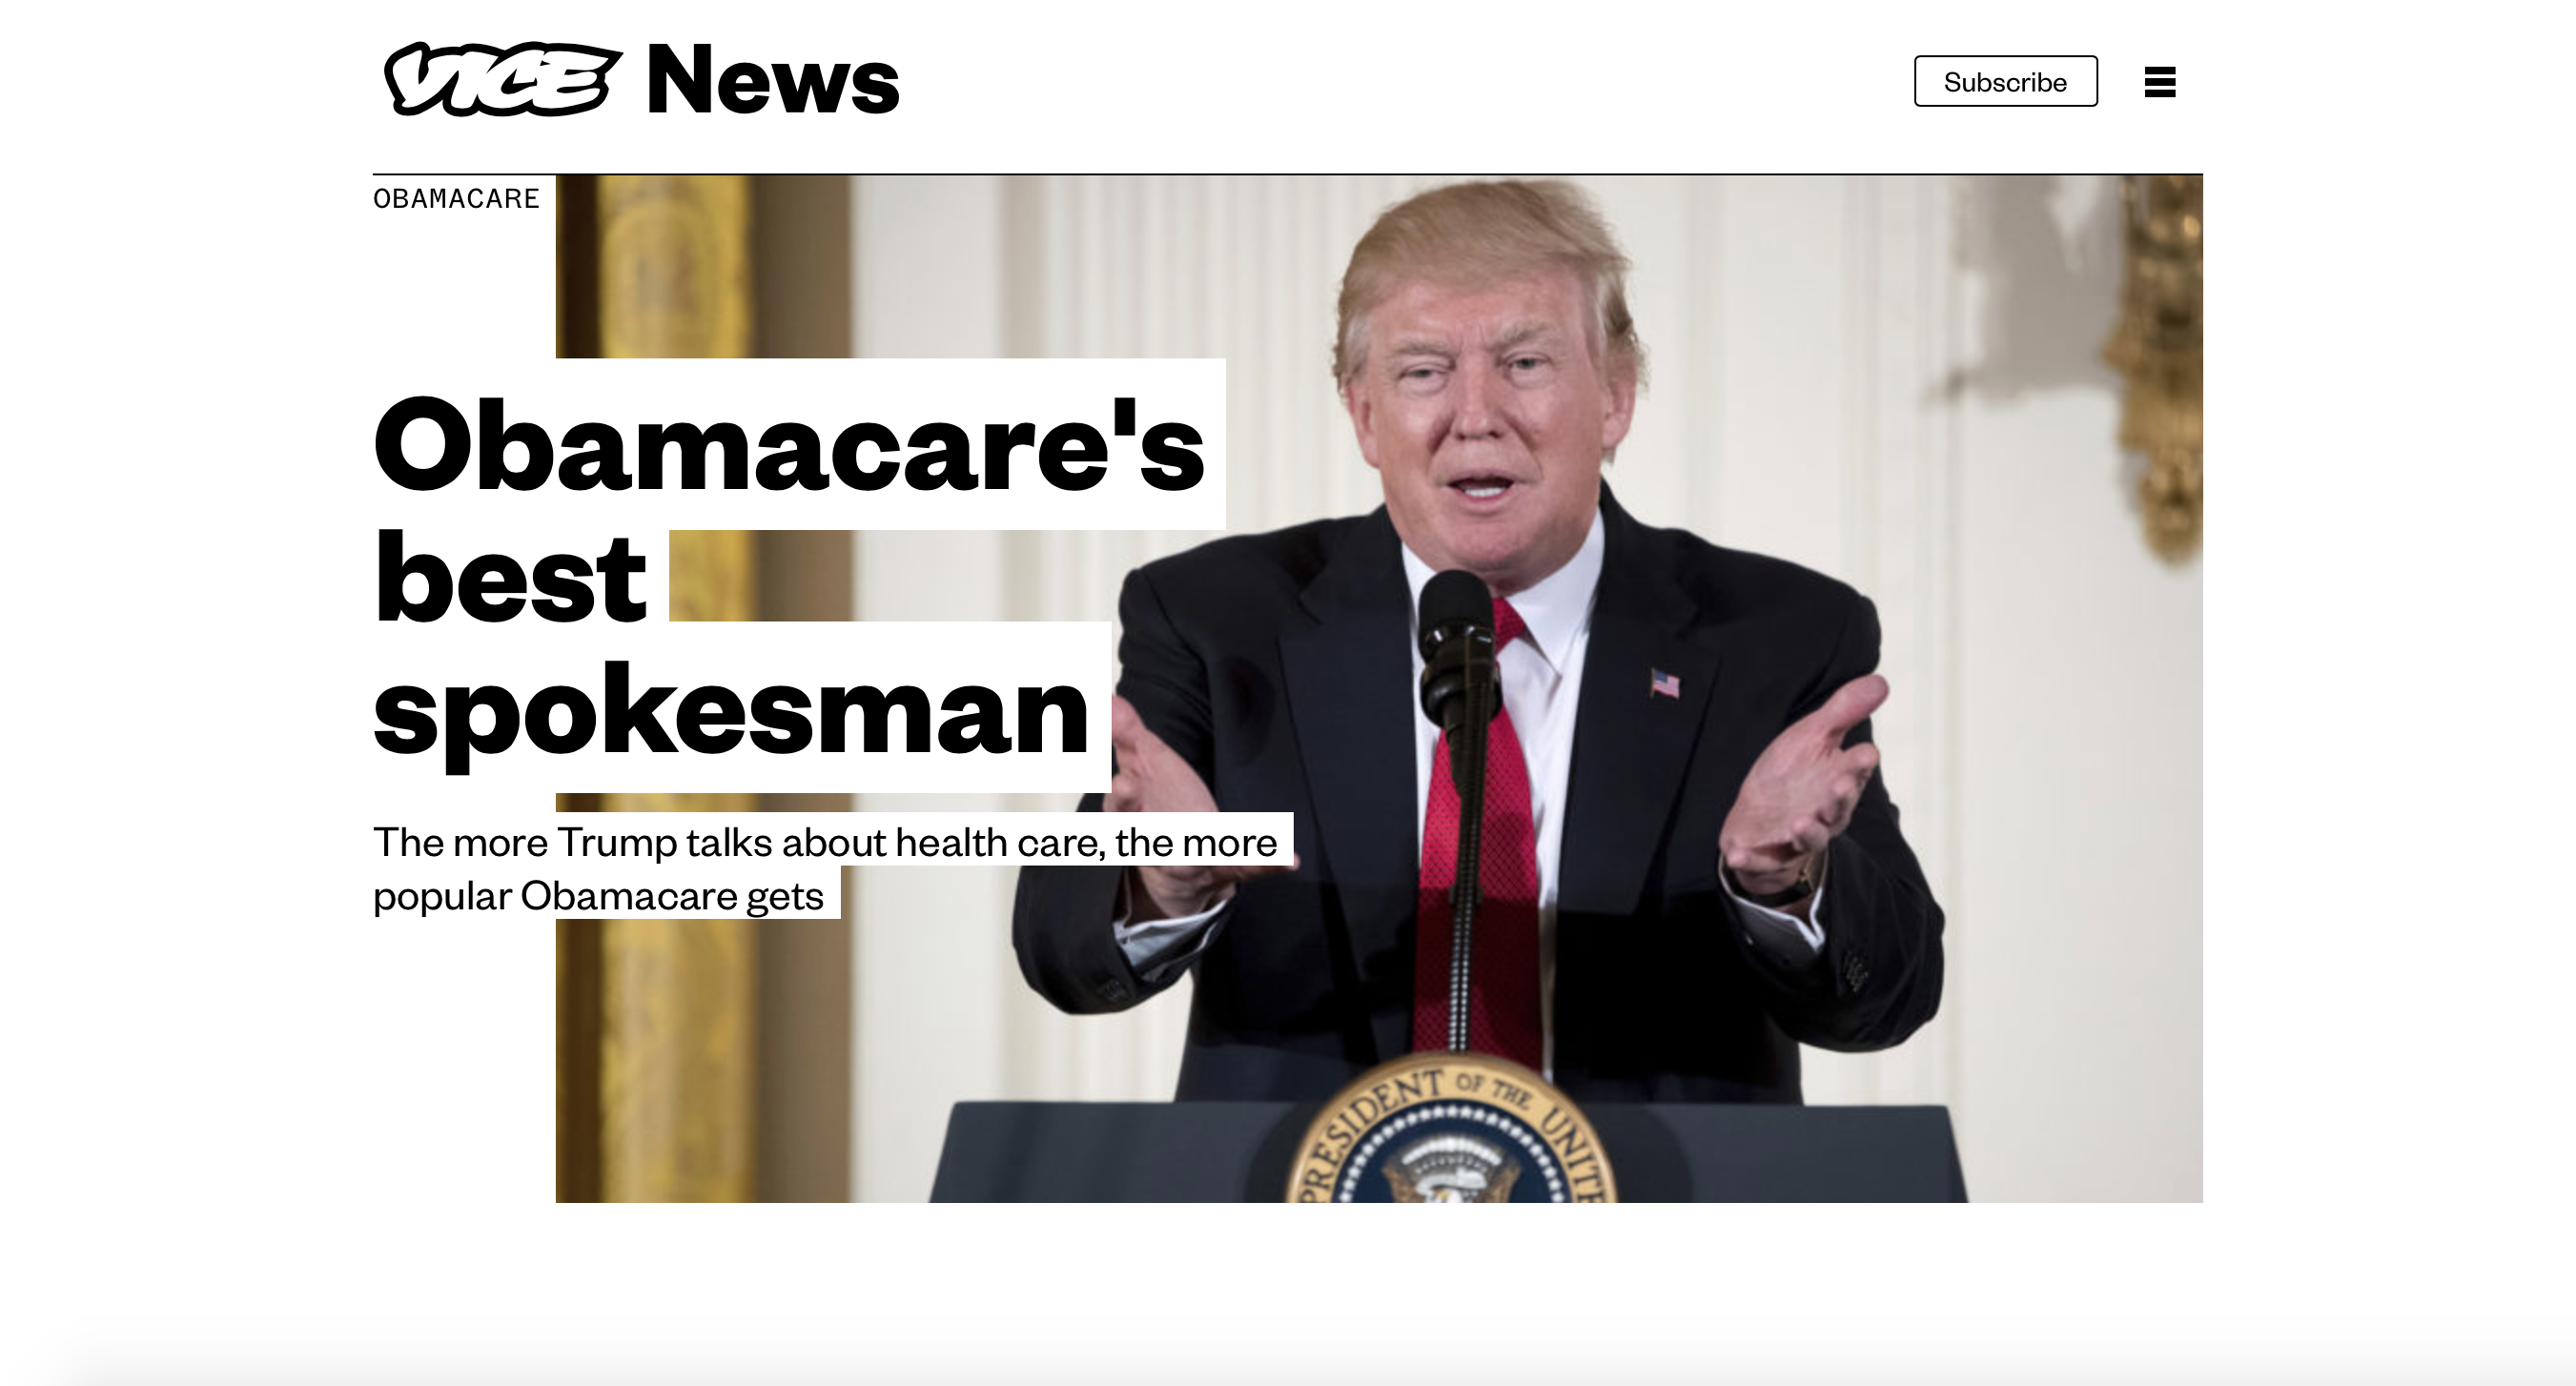 VICE News
Subscribe
OBAMACARE
Obamacare's
best
spokesman
The more Trump talks about health care, the more
popular Obamacare gets
PRESIDENT OF THE UNITE